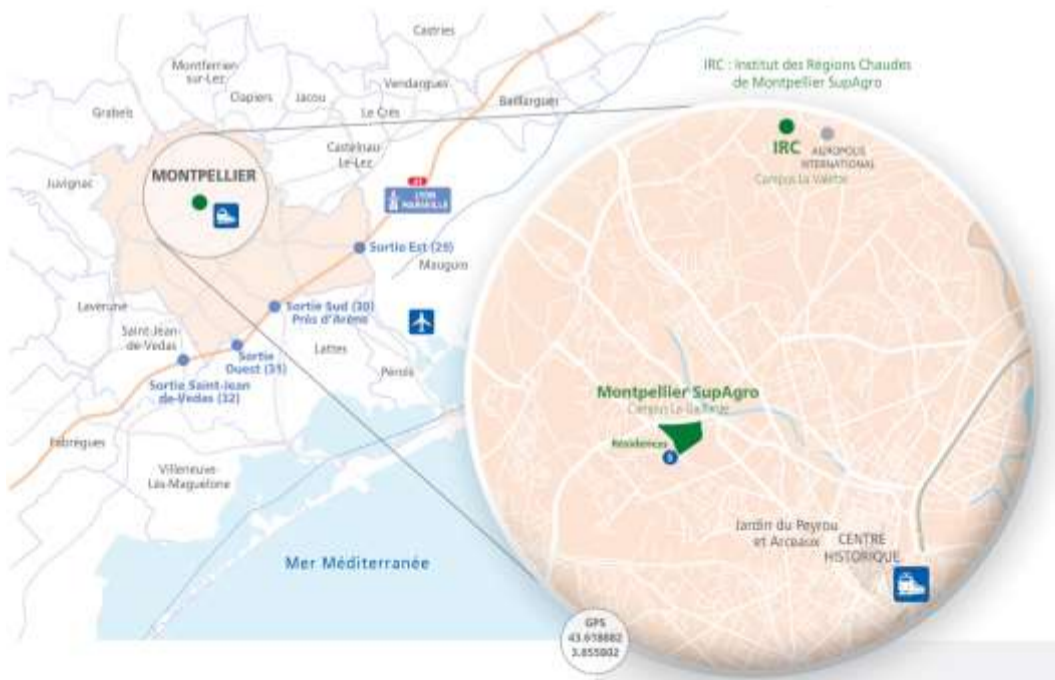 Castries
Montferrier
sur-Lez
Clapiers
Jacou
Vendargues
Le Crès
Baillargues
Grabels
Castelnau
Le-Lez
Juvignac
MONTPELLIER
LYON
MARSEILLE
Sortie Est (29)
Mauguio
Sortie Sud (30)
Près d'Arène
Laverune
Saint-Jean-
de-Vedas
Sortie
Ouest (31)
Lattes
Perols
Sortie Saint-Jean
de-Vedas (32)
Fabrègues
Villeneuve-
Lès-Maguelone
Mer Méditerranée
IRC : Institut des Régions Chaudes
de Montpellier SupAgro
IRC
AGROPOLIS
INTERNATIONAL
Campus La Valette
Montpellier SupAgro
Campus La Gaillarde
Résidences
Jardin du Peyrou
et Arceaux
CENTRE
HISTORIQUE
GPS
43.618882
3.855802